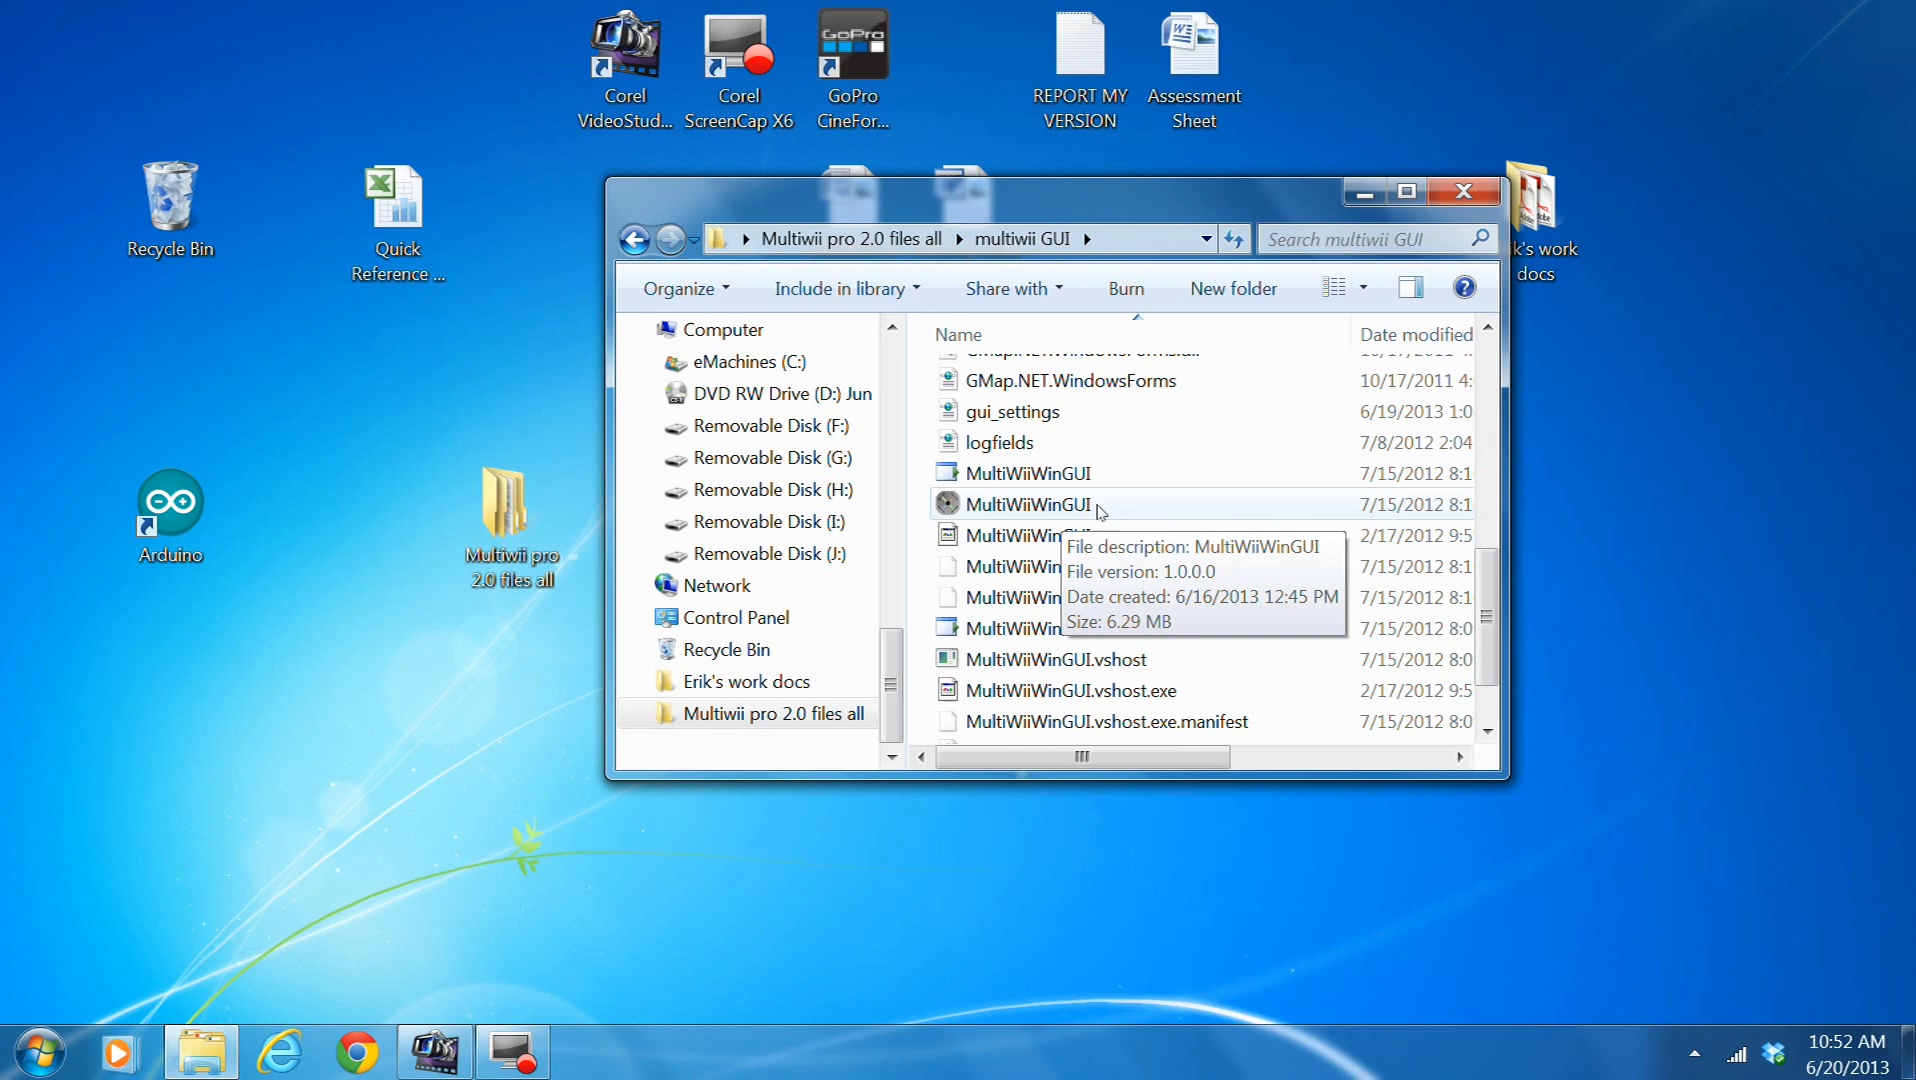 Corel
VideoStud...
Corel
ScreenCap X6
GoPro
GoPro
CineFor...
REPORT MY
VERSION
Assessment
Sheet
Recycle Bin
Quick
Reference ...
k's work
docs
Arduino
Multiwii pro
2.0 files all
Multiwii pro 2.0 files all
multiwii GUI
Search multiwii GUI
Organize
Include in library
Share with
Burn
New folder
Computer
eMachines (C:)
DVD RW Drive (D:) Jun
Removable Disk (F:)
Removable Disk (G:)
Removable Disk (H:)
Removable Disk (I:)
Removable Disk (J:)
Network
Control Panel
Recycle Bin
Erik's work docs
Multiwii pro 2.0 files all
Name Date modified
GMap.NET.WindowsForms 10/17/2011 4:
gui_settings 6/19/2013 1:0
logfields 7/8/2012 2:04
MultiWiiWinGUI 7/15/2012 8:1
MultiWiiWinGUI 7/15/2012 8:1
MultiWiiWinGUI 2/17/2012 9:5
MultiWiiWin 7/15/2012 8:1
MultiWiiWin 7/15/2012 8:1
MultiWiiWin 7/15/2012 8:0
MultiWiiWinGUI.vshost 7/15/2012 8:0
MultiWiiWinGUI.vshost.exe 2/17/2012 9:5
MultiWiiWinGUI.vshost.exe.manifest 7/15/2012 8:0
File description: MultiWiiWinGUI
File version: 1.0.0.0
Date created: 6/16/2013 12:45 PM
Size: 6.29 MB
10:52 AM
6/20/2013